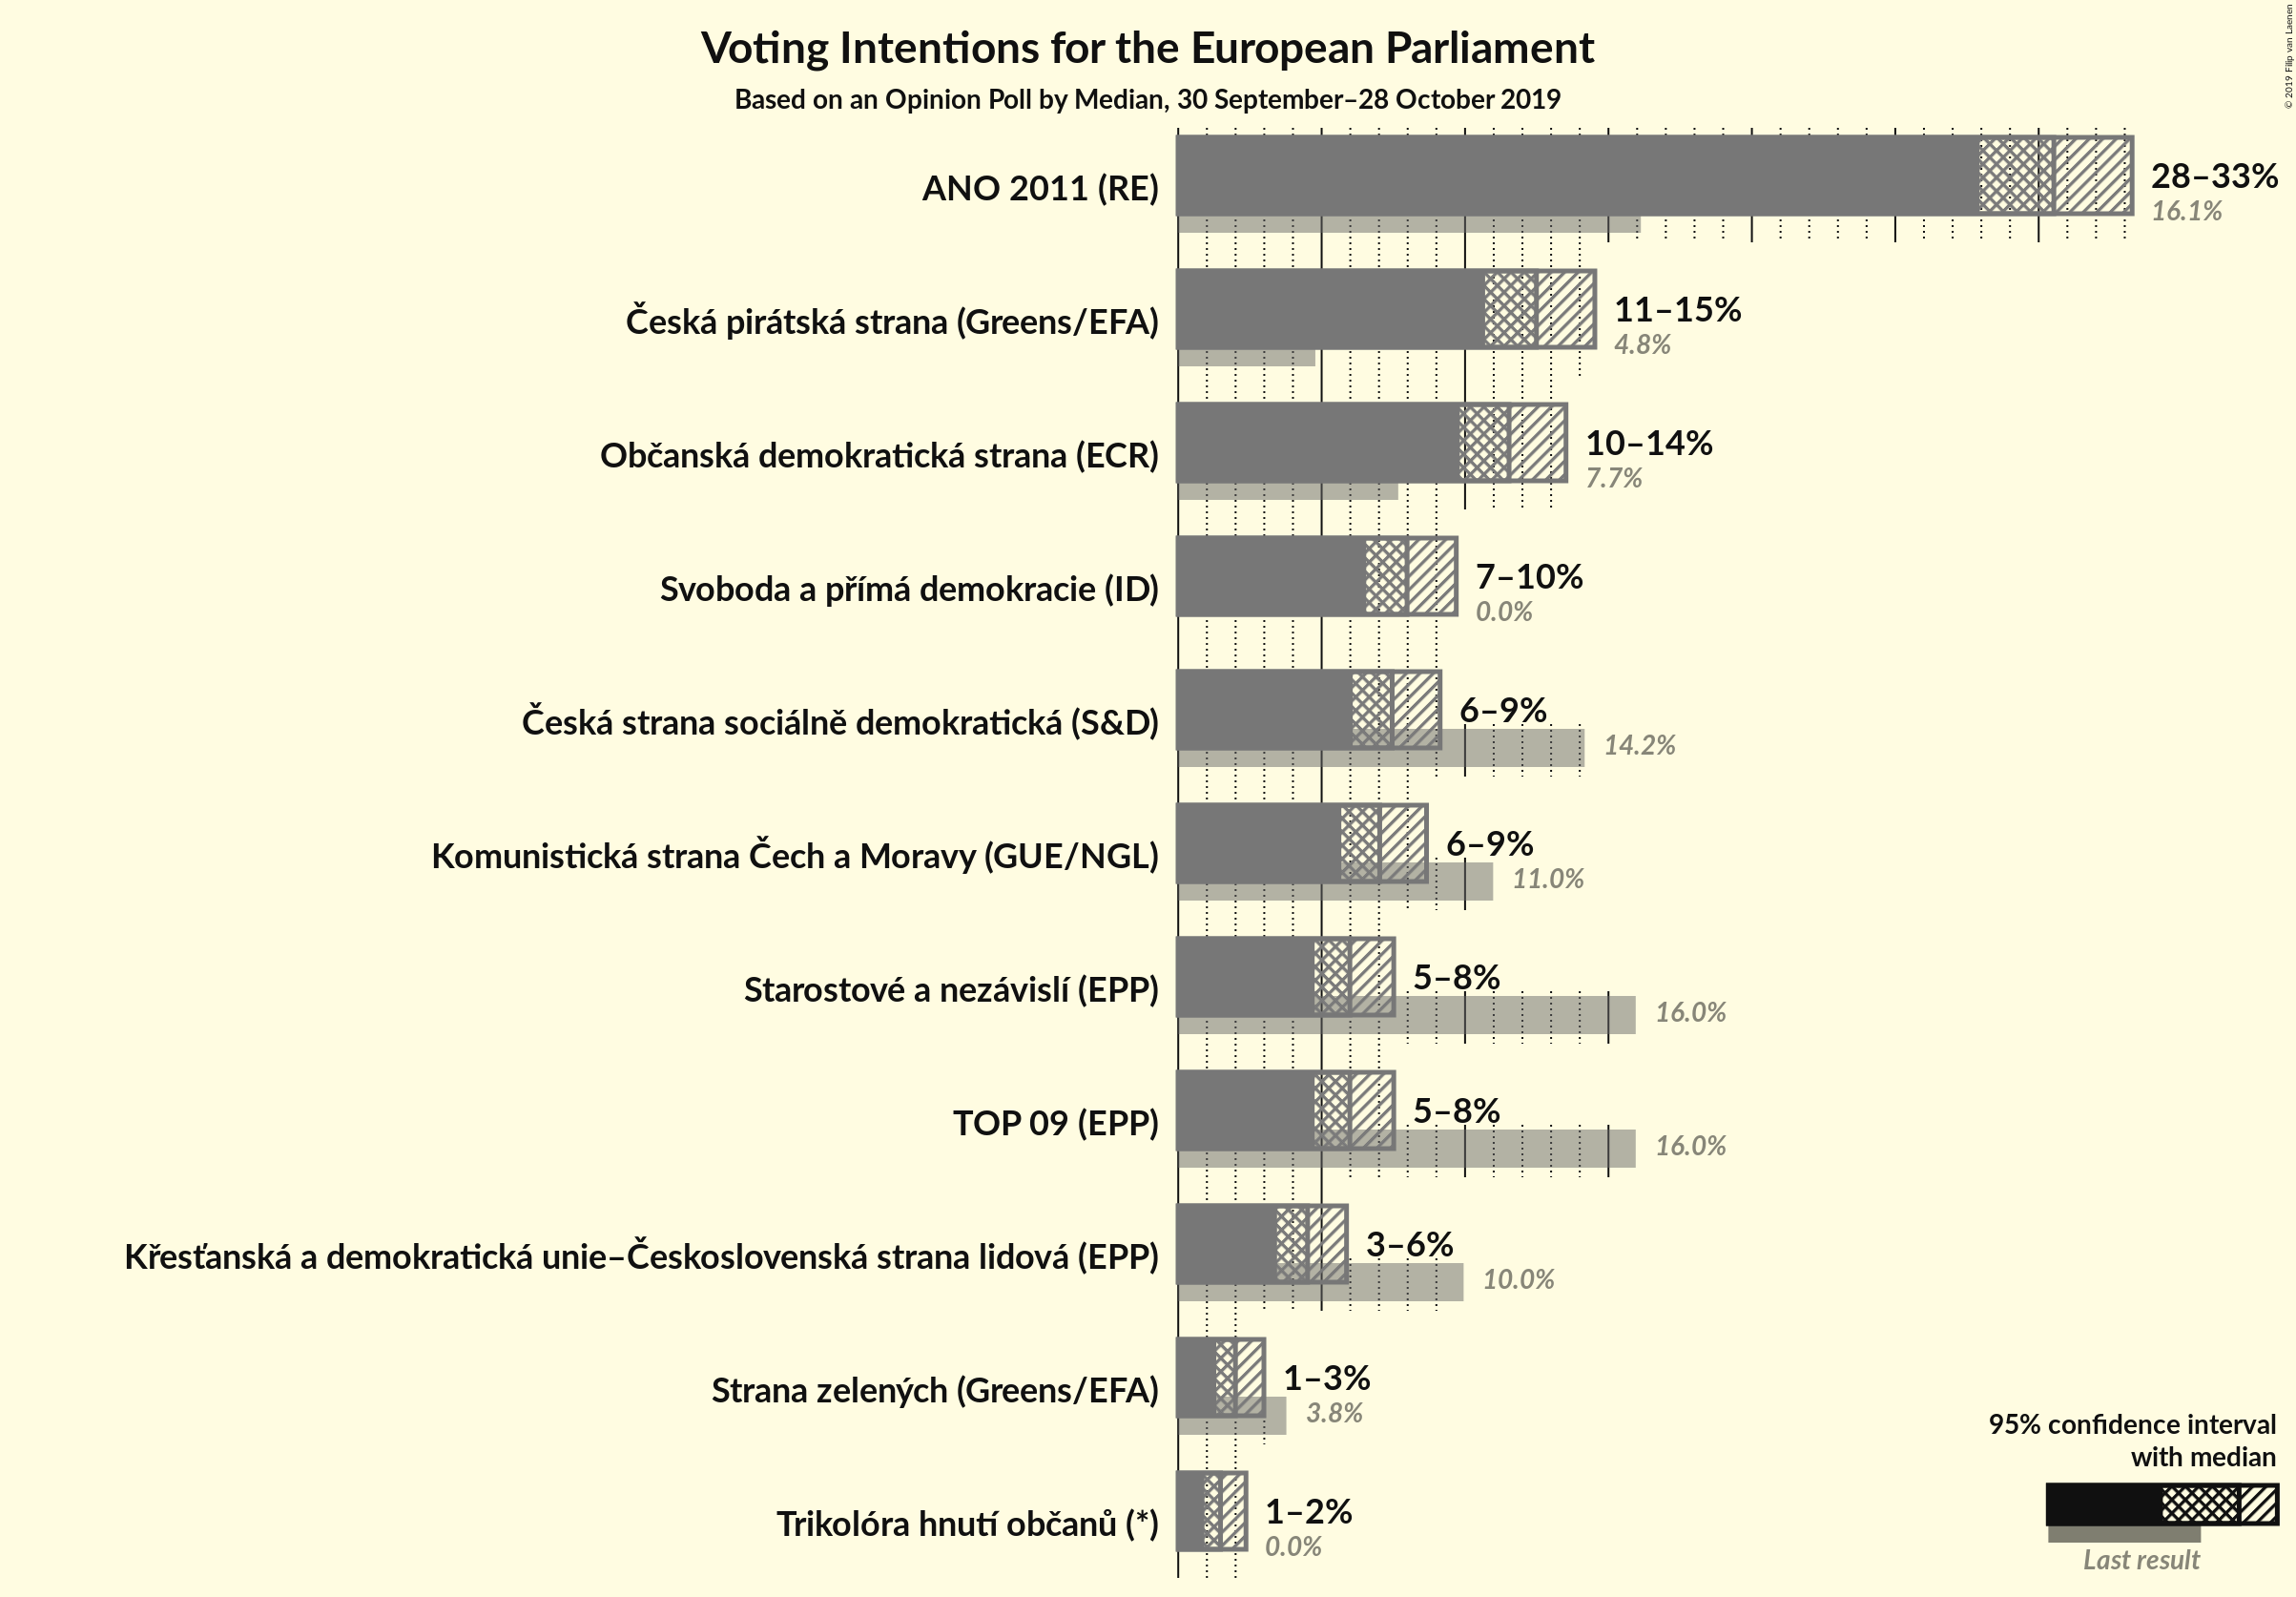 Voting Intentions for the European Parliament
Based on an Opinion Poll by Median, 30 September–28 October 2019
© 2019 Filip van Laenen
ANO 2011 (RE)
28–33%
16.1%
Česká pirátská strana (Greens/EFA)
11–15%
4.8%
Občanská demokratická strana (ECR)
10–14%
7.7%
Svoboda a přímá demokracie (ID)
7–10%
0.0%
Česká strana sociálně demokratická (S&D)
6–9%
14.2%
Komunistická strana Čech a Moravy (GUE/NGL)
6–9%
11.0%
Starostové a nezávislí (EPP)
5–8%
16.0%
TOP 09 (EPP)
5–8%
16.0%
Křesťanská a demokratická unie–Československá strana lidová (EPP)
3–6%
10.0%
Strana zelených (Greens/EFA)
1–3%
3.8%
Trikolóra hnutí občanů (*)
1–2%
0.0%
95% confidence interval
with median
Last result